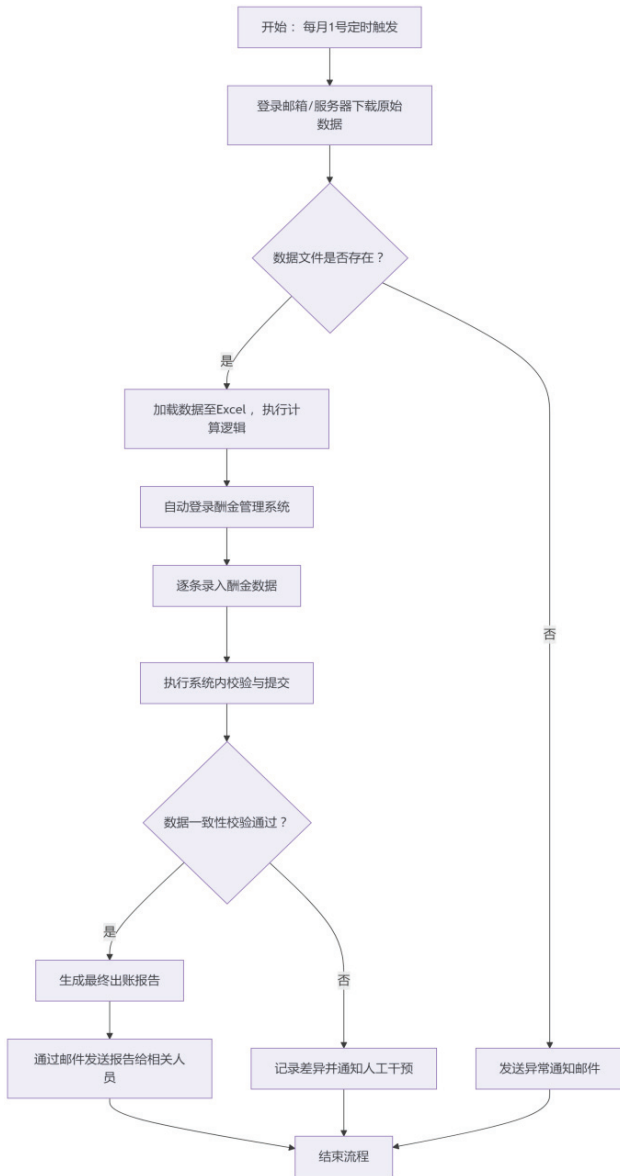 开始：每月1号定时触发
登录邮箱/服务器下载原始
数据
数据文件是否存在？
是
加载数据至Excel，执行计
算逻辑
自动登录酬金管理系统
逐条录入酬金数据
否
执行系统内校验与提交
数据一致性校验通过？
是
生成最终出账报告
否
通过邮件发送报告给相关人
员
记录差异并通知人工干预
发送异常通知邮件
结束流程